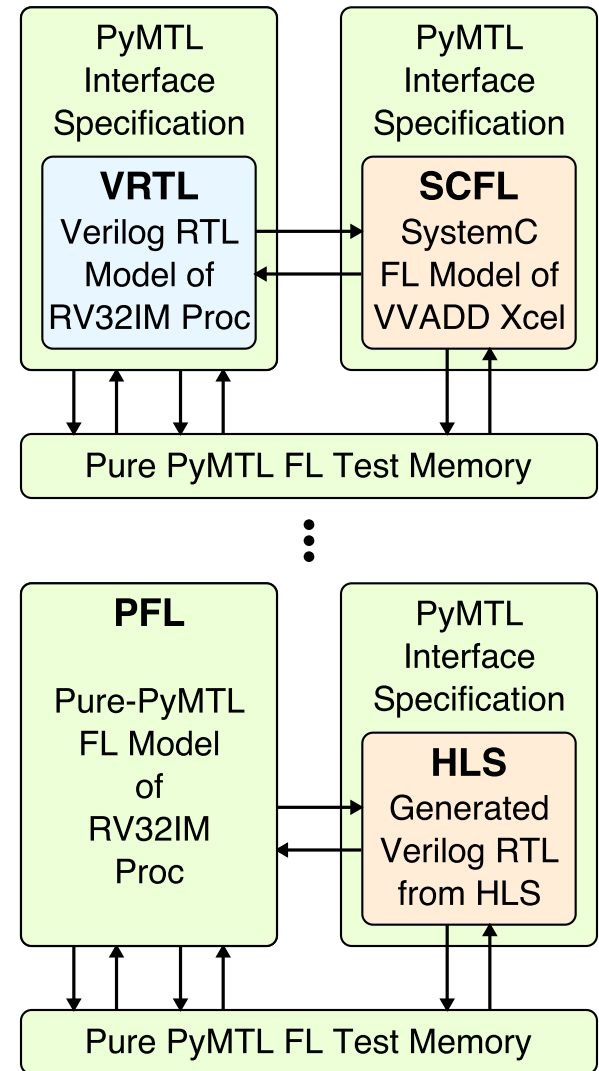 PyMTL
Interface
Specification
VRTL
Verilog RTL
Model of
RV32IM Proc
PyMTL
Interface
Specification
SCFL
SystemC
FL Model of
VVADD Xcel
Pure PyMTL FL Test Memory
PFL
Pure-PyMTL
FL Model
of
RV32IM
Proc
PyMTL
Interface
Specification
HLS
Generated
Verilog RTL
from HLS
Pure PyMTL FL Test Memory